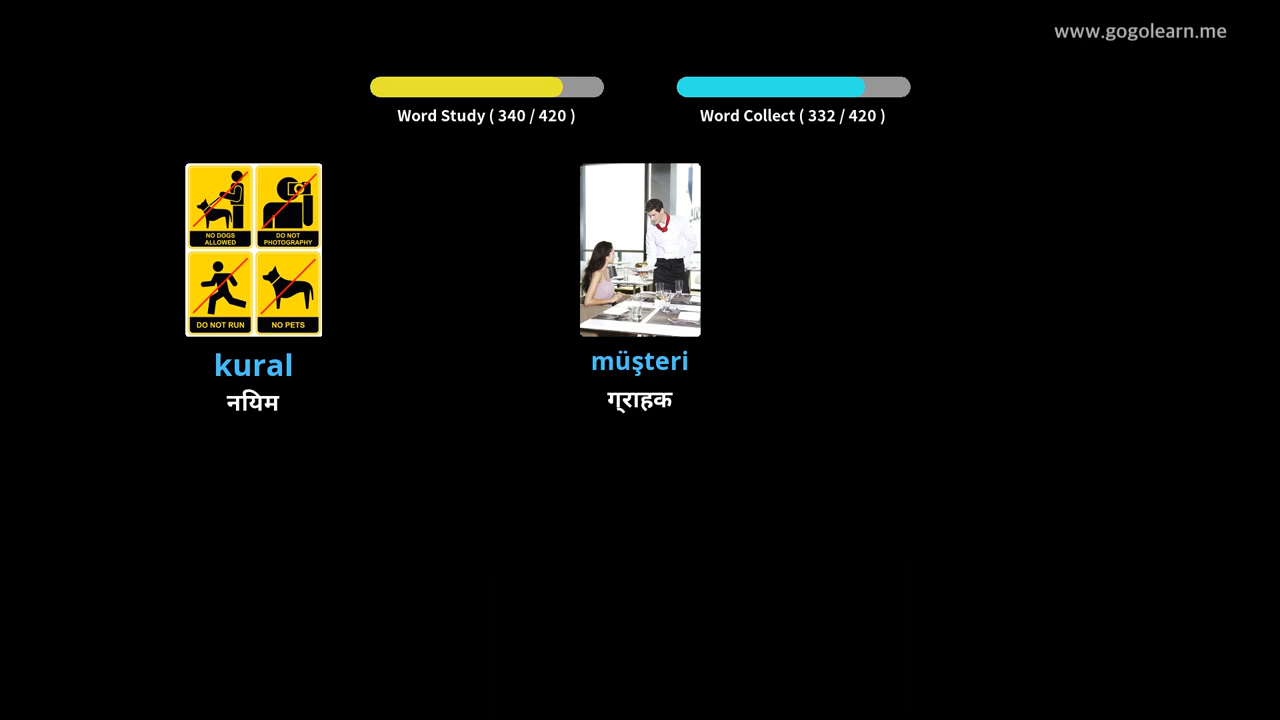 www.gogolearn.me
Word Study ( 340 / 420 )
Word Collect ( 332 / 420 )
NO DOGS
ALLOWED
DO NOT
PHOTOGRAPHY
DO NOT RUN
NO PETS
kural
नियम
müşteri
ग्राहक